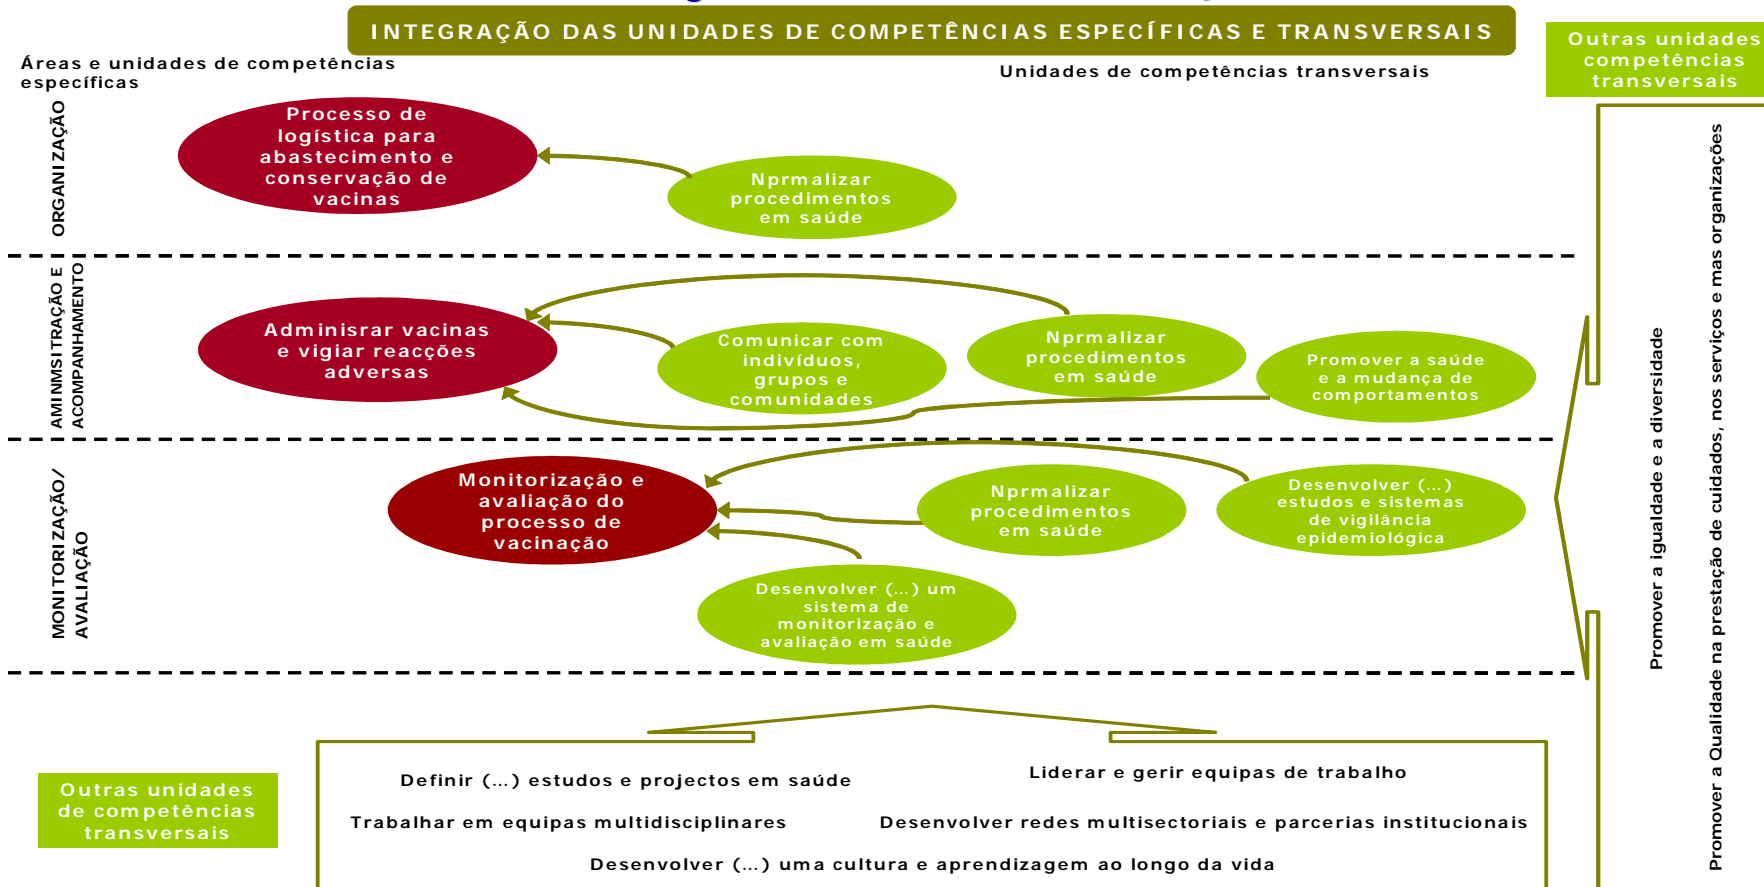 INTEGRAÇÃO DAS UNIDADES DE COMPETÊNCIAS ESPECÍFICAS E TRANSVERSAIS
Outras unidades
competências
transversais
Áreas e unidades de competências
específicas
Unidades de competências transversais
ORGANIZAÇÃO
Processo de
logística para
abastecimento e
conservação de
vacinas
Nprmalizar
procedimentos
em saúde
AMINMSITRAÇÃO E
ACOMPANHAMENTO
Adminisrar vacinas
e vigiar reacções
adversas
Comunicar com
indivíduos,
grupos e
comunidades
Nprmalizar
procedimentos
em saúde
Promover a saúde
e a mudança de
comportamentos
MONITORIZAÇÃO/
AVALIAÇÃO
Monitorização e
avaliação do
processo de
vacinação
Nprmalizar
procedimentos
em saúde
Desenvolver (...)
estudos e sistemas
de vigilância
epidemiológica
Desenvolver (...) um
sistema de
monitorização e
avaliação em saúde
Promover a igualdade e a diversidade
Promover a Qualidade na prestação de cuidados, nos serviços e mas organizações
Outras unidades
de competências
transversais
Definir (...) estudos e projectos em saúde
Liderar e gerir equipas de trabalho
Trabalhar em equipas multidisciplinares
Desenvolver redes multisectoriais e parcerias institucionais
Desenvolver (...) uma cultura e aprendizagem ao longo da vida